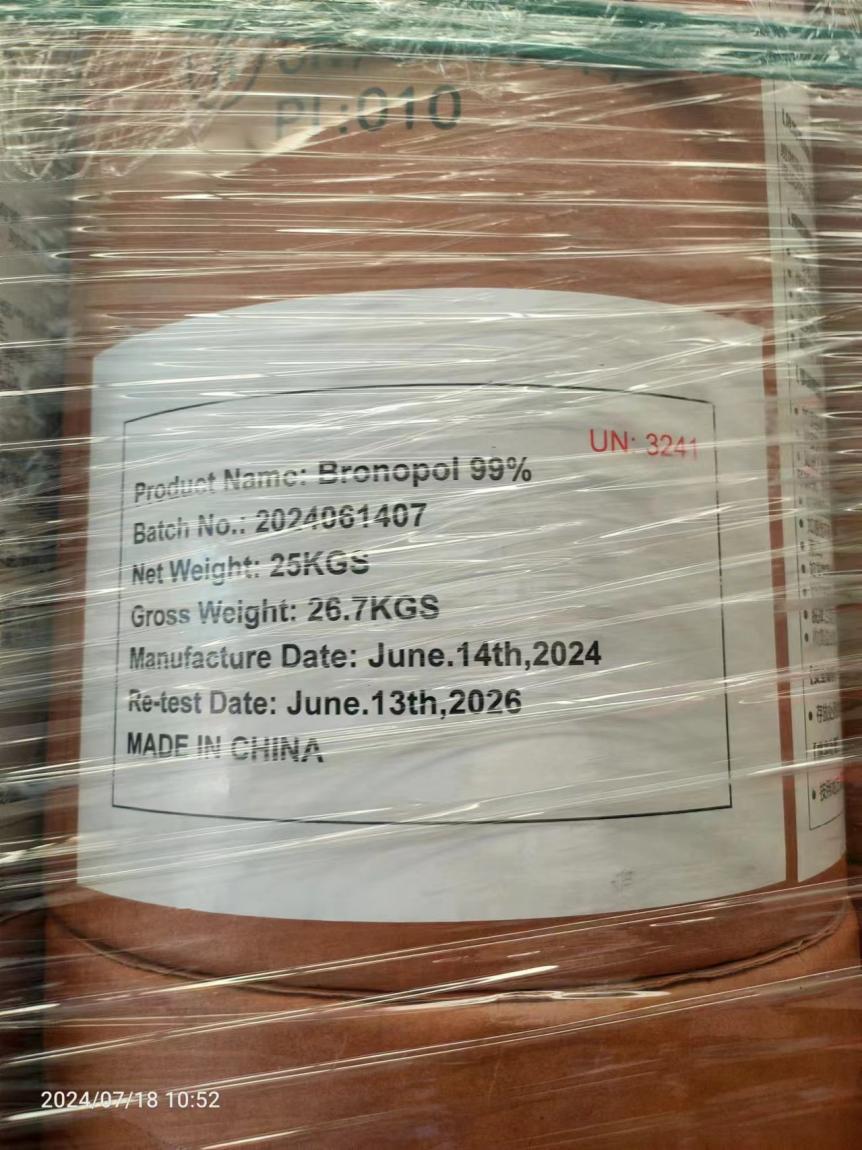 PI:010
UN: 3241
Product Name: Bronopol 99%
Batch No.: 2024061407
Net Weight: 25KGS
Gross Weight: 26.7KGS
Manufacture Date: June.14th,2024
Re-test Date: June.13th,2026
MADE IN CHINA
2024/07/18 10:52